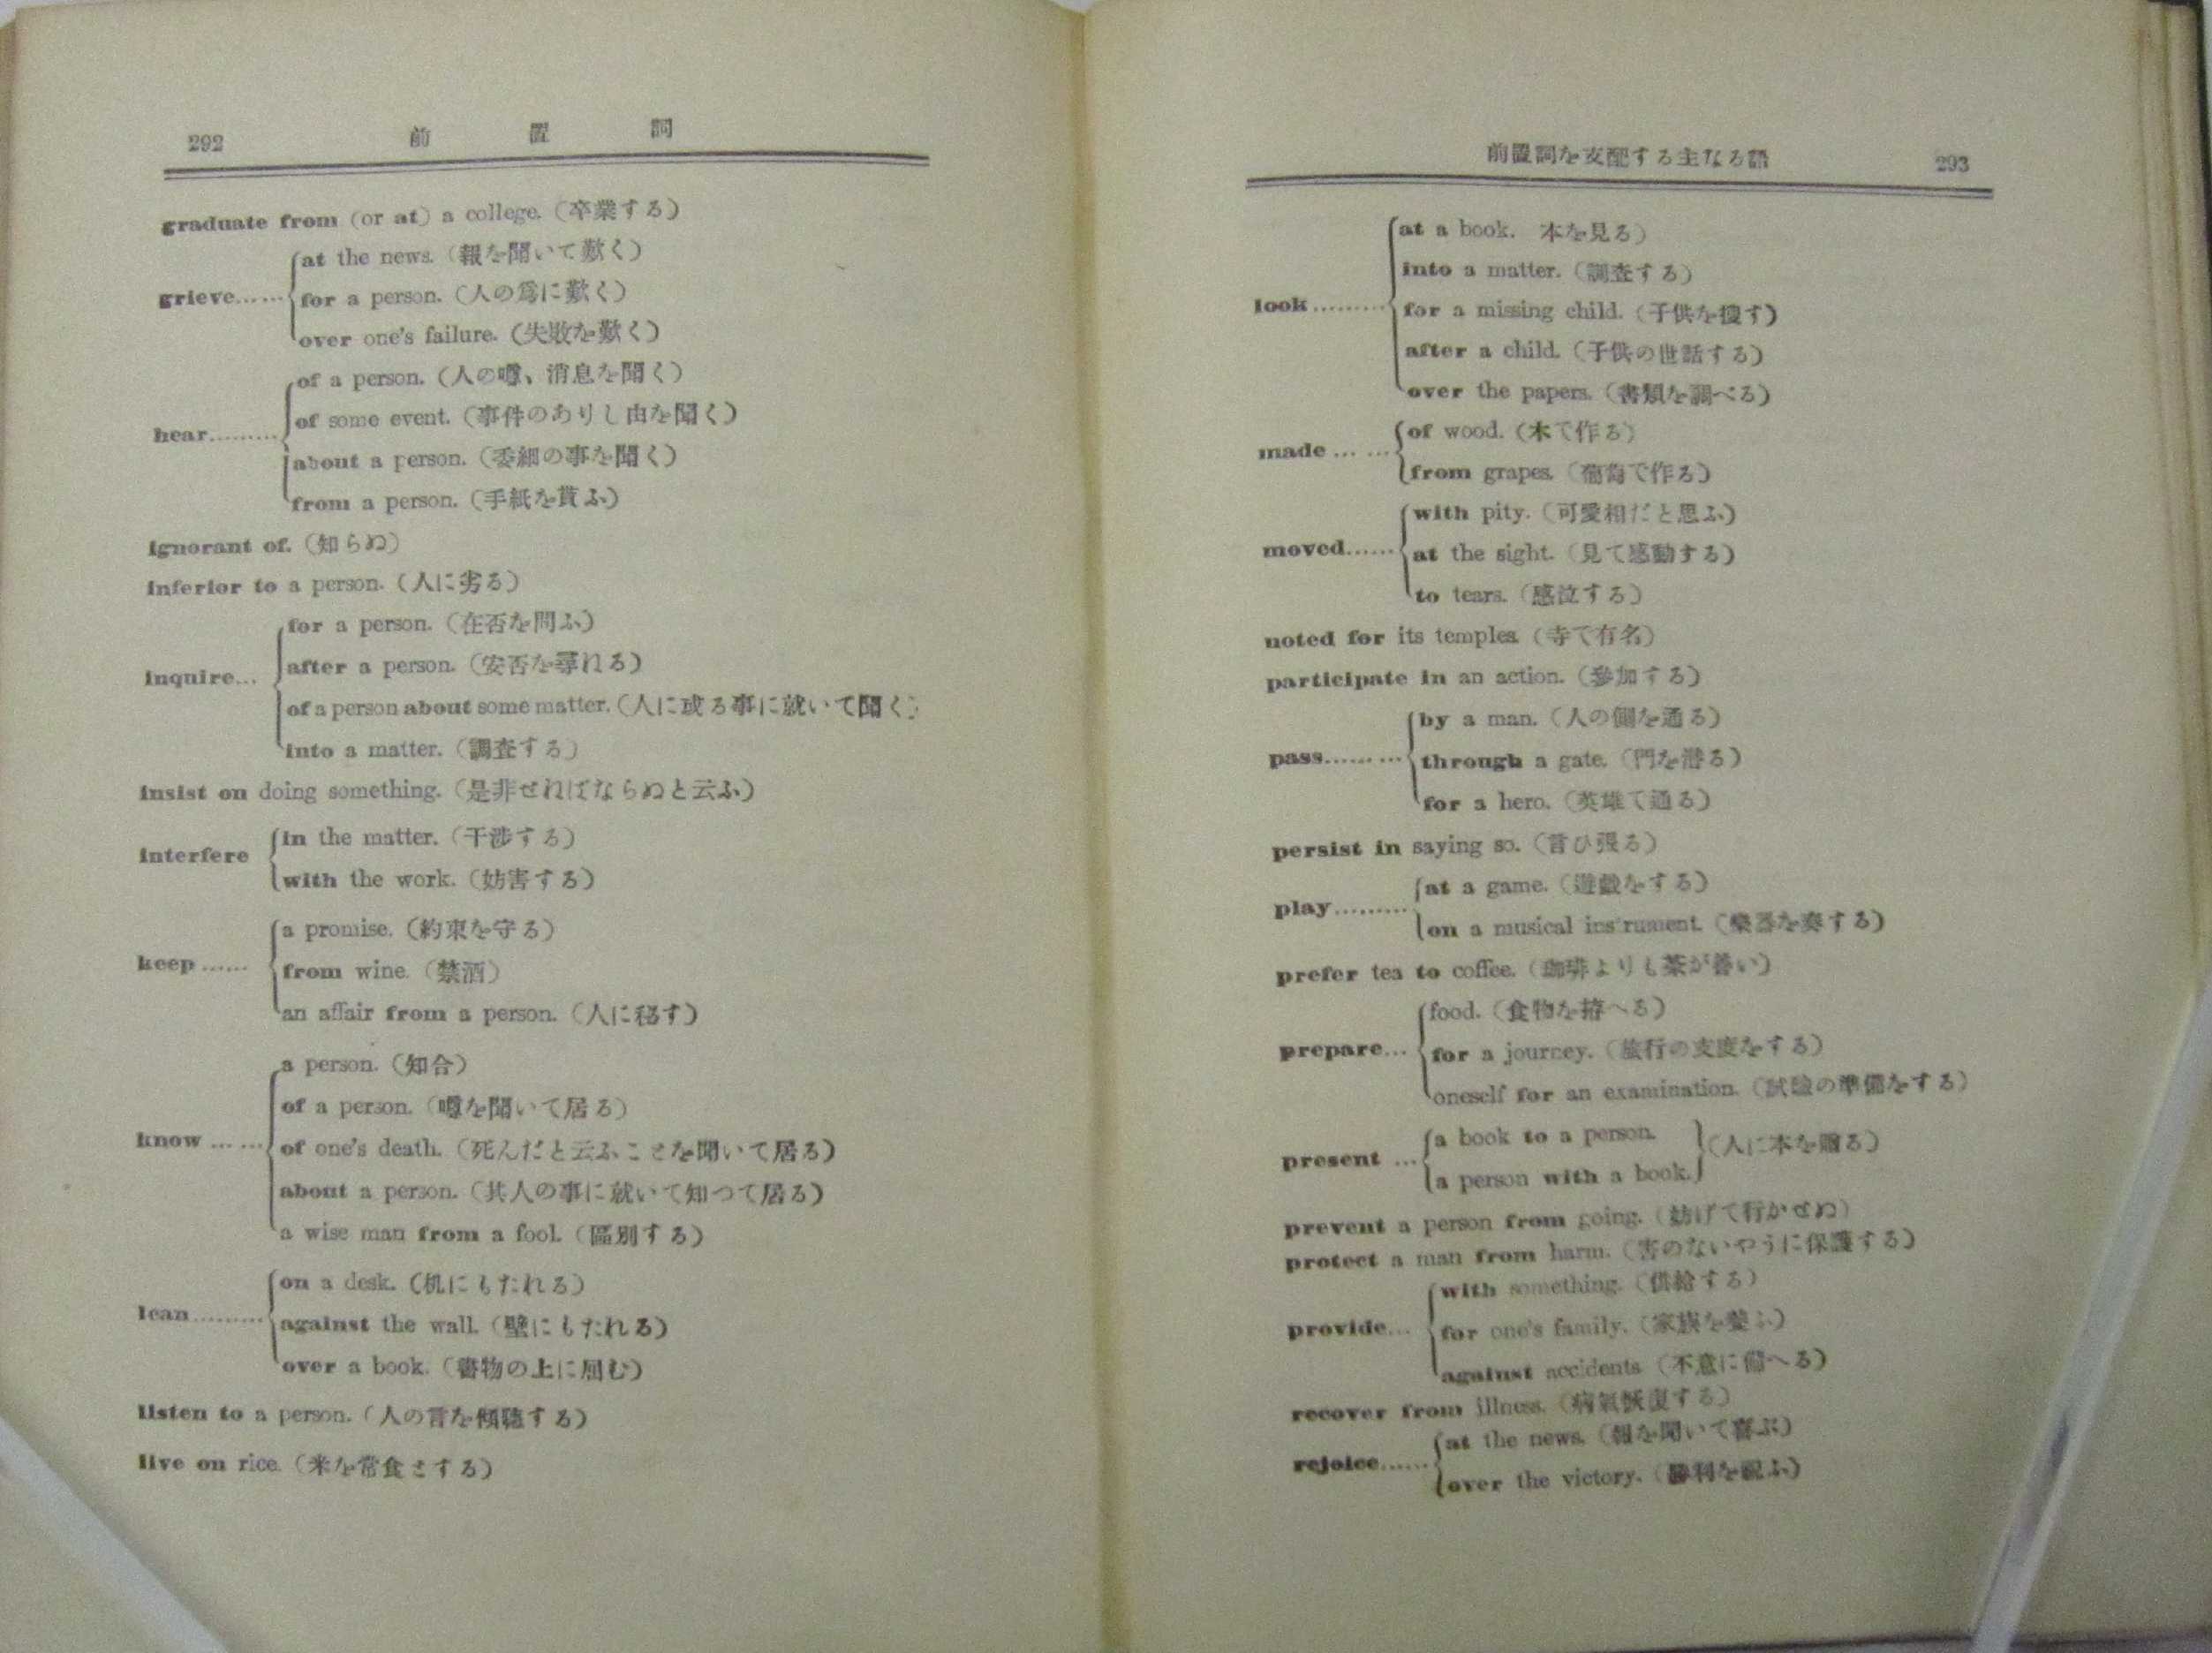 292 前置詞
graduate from (or at) a college. (卒業する)
at the news. (報を聞いて歎く)
grieve...... for a person. (人の爲に歎く)
over one's failure. (失敗を歎く)
of a person. (人の噂、消息を聞く)
of some event. (事件のありし由を聞く)
hear.........
about a person. (委細の事を聞く)
from a person. (手紙を貰ふ)
ignorant of. (知らぬ)
inferior to a person. (人に劣る)
for a person. (在否を問ふ)
after a person. (安否を尋ねる)
inquire...
of a person about some matter. (人に或る事に就いて聞く)
into a matter. (調査する)
insist on doing something. (是非せねばならぬと云ふ)
in the matter. (干渉する)
interfere
with the work. (妨害する)
a promise. (約束を守る)
keep ...... from wine. (禁酒)
an affair from a person. (人に秘す)
a person. (知合)
of a person. (噂を聞いて居る)
know ... ... of one's death. (死んだと云ふことを聞いて居る)
about a person. (其人の事に就いて知つて居る)
a wise man from a fool. (區別する)
on a desk. (机にもたれる)
lean......... against the wall. (壁にもたれる)
over a book. (書物の上に屈む)
listen to a person. (人の言を傾聽する)
live on rice. (米を常食とする)
前置詞を支配する主なる語 293
at a book. 本を見る)
into a matter. (調査する)
look ......... for a missing child. (子供を捜す)
after a child. (子供の世話する)
over the papers. (書類を調べる)
of wood. (木で作る)
made ... ...
from grapes. (葡萄で作る)
with pity. (可愛相だと思ふ)
moved...... at the sight. (見て感動する)
to tears. (感泣する)
noted for its temples. (寺で有名)
participate in an action. (參加する)
by a man. (人の側を通る)
pass...... ... through a gate. (門を潜る)
for a hero. (英雄で通る)
persist in saying so. (言ひ張る)
at a game. (遊戯をする)
play.........
on a musical instrument. (樂器を奏する)
prefer tea to coffee. (珈琲よりも茶が善い)
food. (食物を拵へる)
prepare... for a journey. (旅行の支度をする)
oneself for an examination. (試驗の準備をする)
a book to a person.
present ... (人に本を贈る)
a person with a book.
prevent a person from going. (妨げて行かせぬ)
protect a man from harm. (害のないやうに保護する)
with something. (供給する)
provide... for one's family. (家族を養ふ)
against accidents. (不意に備へる)
recover from illness. (病氣恢復する)
at the news. (報を聞いて喜ぶ)
rejoice......
over the victory. (勝利を祝ふ)